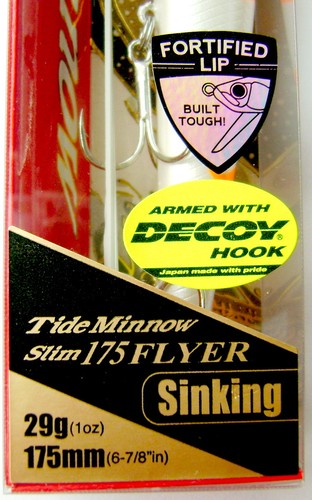 FORTIFIED
LIP
BUILT
TOUGH!
ARMED WITH
DECOY®
HOOK
Japan made with pride
Tide Minnow
Slim 175 FLYER
Sinking
29g(1oz)
175mm(6-7/8"in)